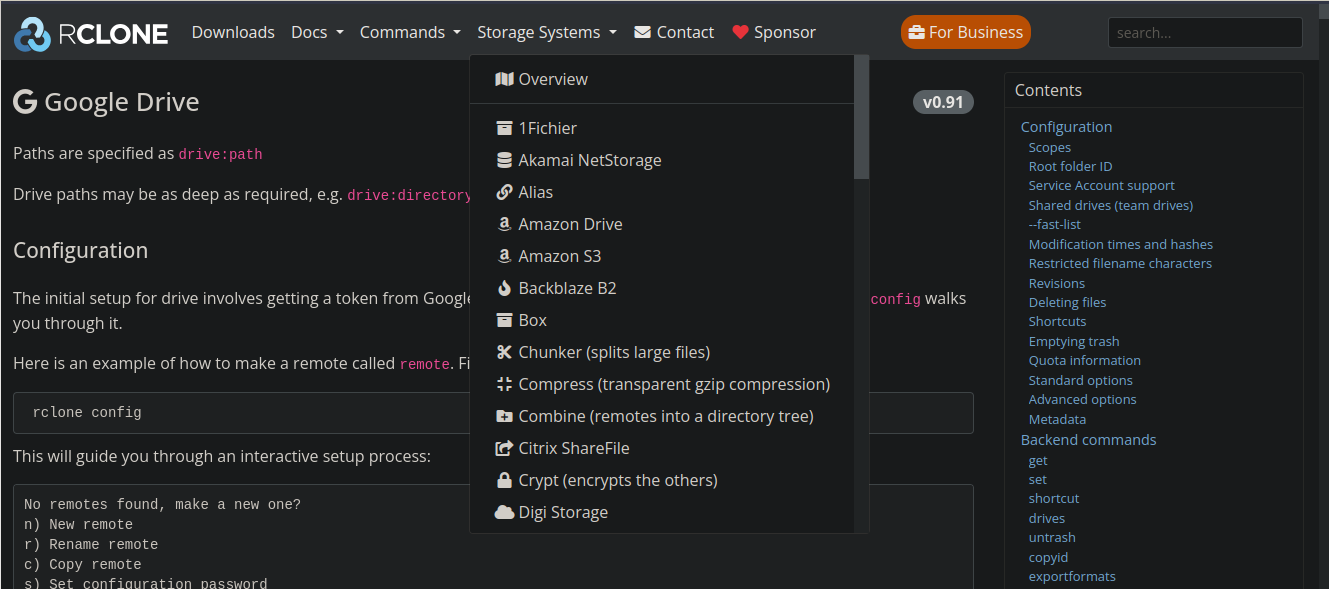 RCLONE Downloads Docs Commands Storage Systems Contact Sponsor For Business search...
Google Drive
v0.91
Paths are specified as drive:path
Drive paths may be as deep as required, e.g. drive:directory
Configuration
The initial setup for drive involves getting a token from Google
config walks
you through it.
Here is an example of how to make a remote called remote. Fi
rclone config
This will guide you through an interactive setup process:
No remotes found, make a new one?
n) New remote
r) Rename remote
c) Copy remote
s) Set configuration password
Overview
1Fichier
Akamai NetStorage
Alias
Amazon Drive
Amazon S3
Backblaze B2
Box
Chunker (splits large files)
Compress (transparent gzip compression)
Combine (remotes into a directory tree)
Citrix ShareFile
Crypt (encrypts the others)
Digi Storage
Contents
Configuration
Scopes
Root folder ID
Service Account support
Shared drives (team drives)
--fast-list
Modification times and hashes
Restricted filename characters
Revisions
Deleting files
Shortcuts
Emptying trash
Quota information
Standard options
Advanced options
Metadata
Backend commands
get
set
shortcut
drives
untrash
copyid
exportformats